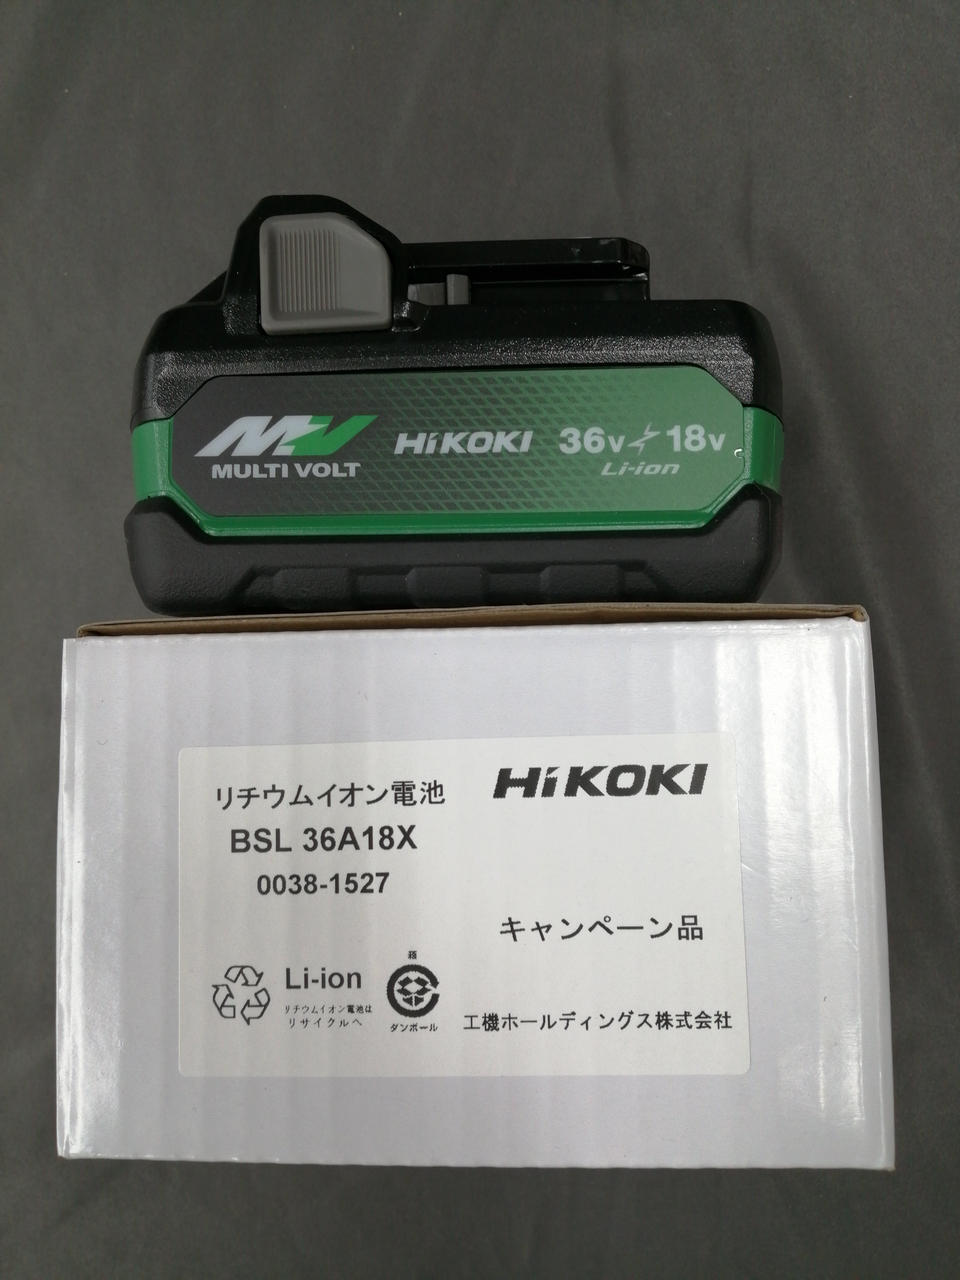 MV
MULTI VOLT
HiKOKI
36v 18v
Li-ion
リチウムイオン電池
HiKOKI
BSL 36A18X
0038-1527
キャンペーン品
Li-ion
リチウムイオン電池は
リサイクルへ
箱
ダンボール
工機ホールディングス株式会社